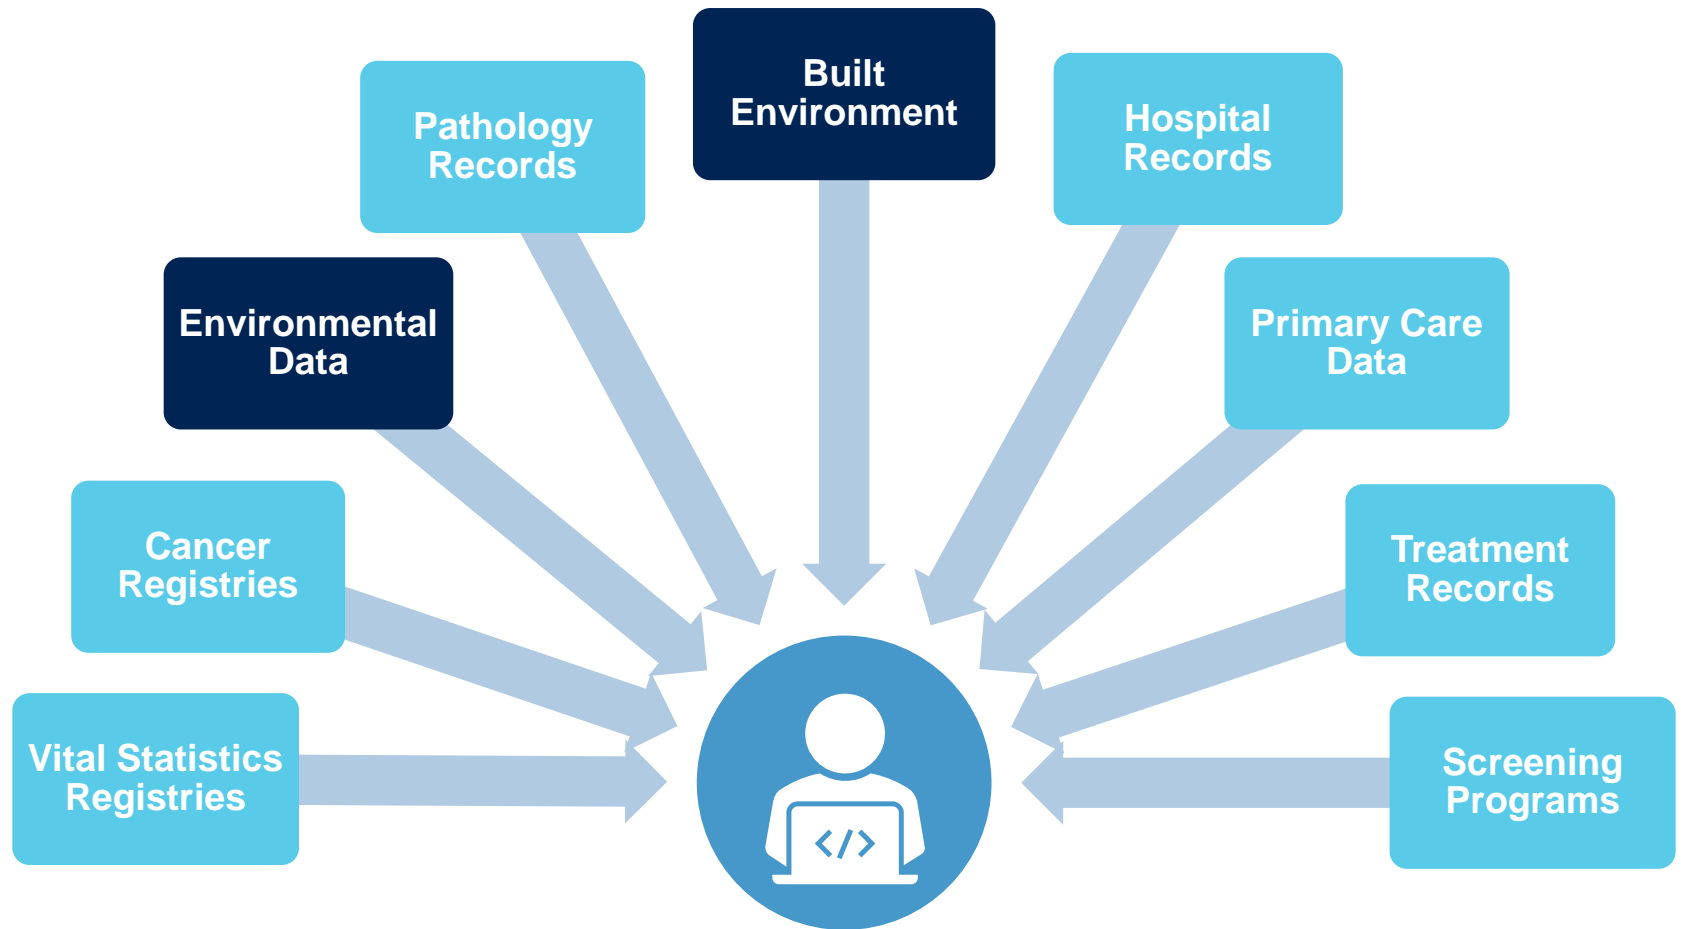 Built
Environment
Pathology
Records
Hospital
Records
Environmental
Data
Primary Care
Data
Cancer
Registries
Treatment
Records
Vital Statistics
Registries
Screening
Programs
</>